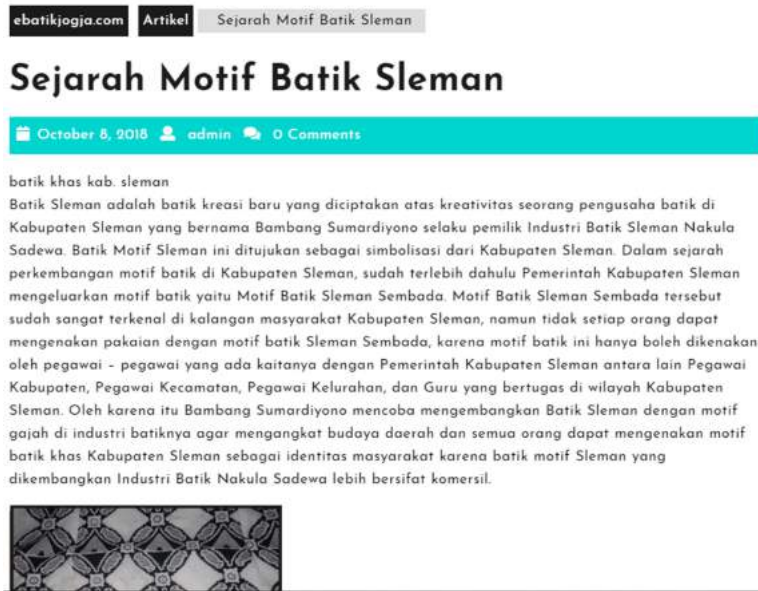 ebatikjogja.com Artikel Sejarah Motif Batik Sleman
Sejarah Motif Batik Sleman
October 8, 2018 admin 0 Comments
batik khas kab. sleman
Batik Sleman adalah batik kreasi baru yang diciptakan atas kreativitas seorang pengusaha batik di
Kabupaten Sleman yang bernama Bambang Sumardiyono selaku pemilik Industri Batik Sleman Nakula
Sadewa. Batik Motif Sleman ini ditujukan sebagai simbolisasi dari Kabupaten Sleman. Dalam sejarah
perkembangan motif batik di Kabupaten Sleman, sudah terlebih dahulu Pemerintah Kabupaten Sleman
mengeluarkan motif batik yaitu Motif Batik Sleman Sembada. Motif Batik Sleman Sembada tersebut
sudah sangat terkenal di kalangan masyarakat Kabupaten Sleman, namun tidak setiap orang dapat
mengenakan pakaian dengan motif batik Sleman Sembada, karena motif batik ini hanya boleh dikenakan
oleh pegawai – pegawai yang ada kaitanya dengan Pemerintah Kabupaten Sleman antara lain Pegawai
Kabupaten, Pegawai Kecamatan, Pegawai Kelurahan, dan Guru yang bertugas di wilayah Kabupaten
Sleman. Oleh karena itu Bambang Sumardiyono mencoba mengembangkan Batik Sleman dengan motif
gajah di industri batiknya agar mengangkat budaya daerah dan semua orang dapat mengenakan motif
batik khas Kabupaten Sleman sebagai identitas masyarakat karena batik motif Sleman yang
dikembangkan Industri Batik Nakula Sadewa lebih bersifat komersil.